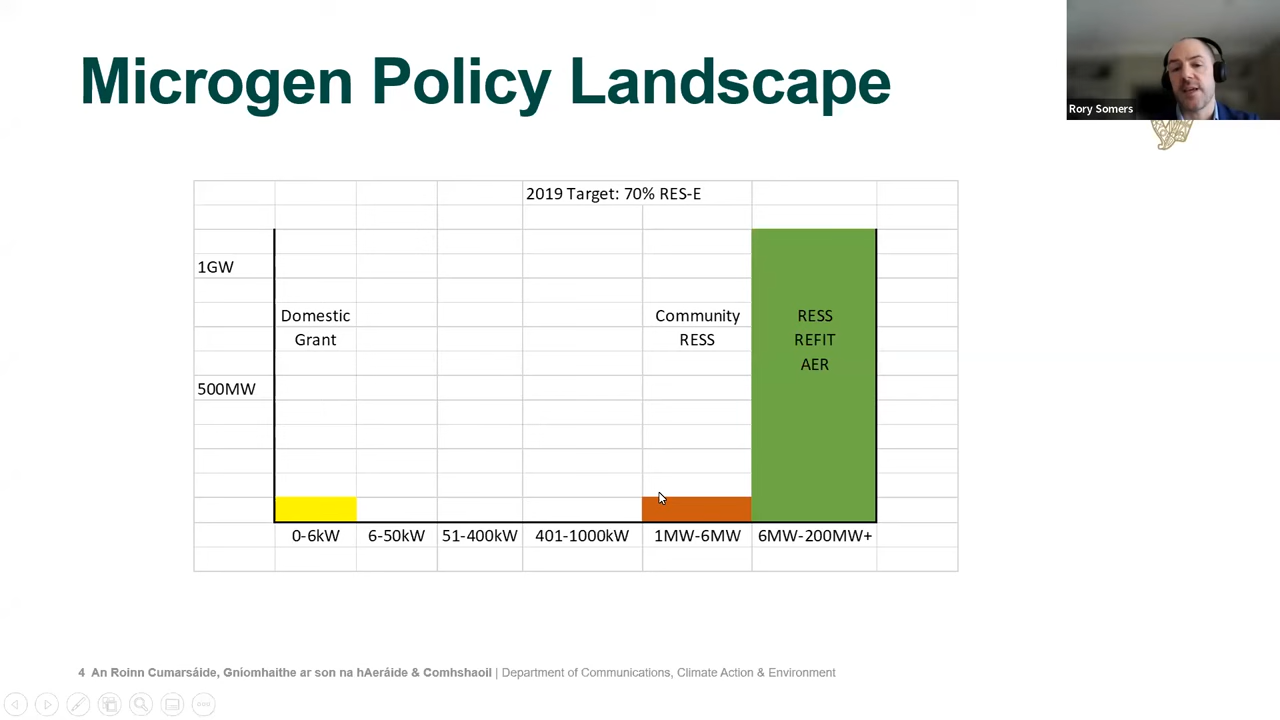 Microgen Policy Landscape
Rory Somers
2019 Target: 70% RES-E
1GW
Domestic
Grant
Community
RESS
RESS
REFIT
AER
500MW
0-6kW
6-50kW
51-400kW
401-1000kW
1MW-6MW
6MW-200MW+
4 An Roinn Cumarsáide, Gníomhaithe ar son na hAeráide & Comhshaoil | Department of Communications, Climate Action & Environment